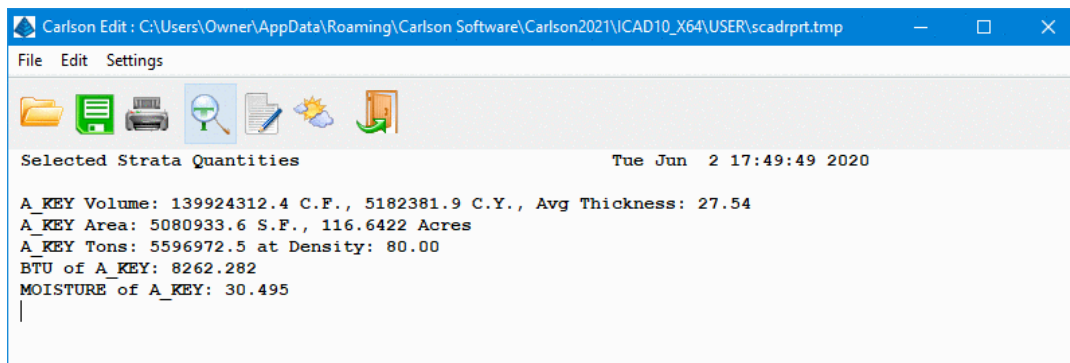 Carlson Edit : C:\Users\Owner\AppData\Roaming\Carlson Software\Carlson2021\ICAD10_X64\USER\scadrprt.tmp
File Edit Settings
Selected Strata Quantities Tue Jun 2 17:49:49 2020
A_KEY Volume: 139924312.4 C.F., 5182381.9 C.Y., Avg Thickness: 27.54
A_KEY Area: 5080933.6 S.F., 116.6422 Acres
A_KEY Tons: 5596972.5 at Density: 80.00
BTU of A_KEY: 8262.282
MOISTURE of A_KEY: 30.495